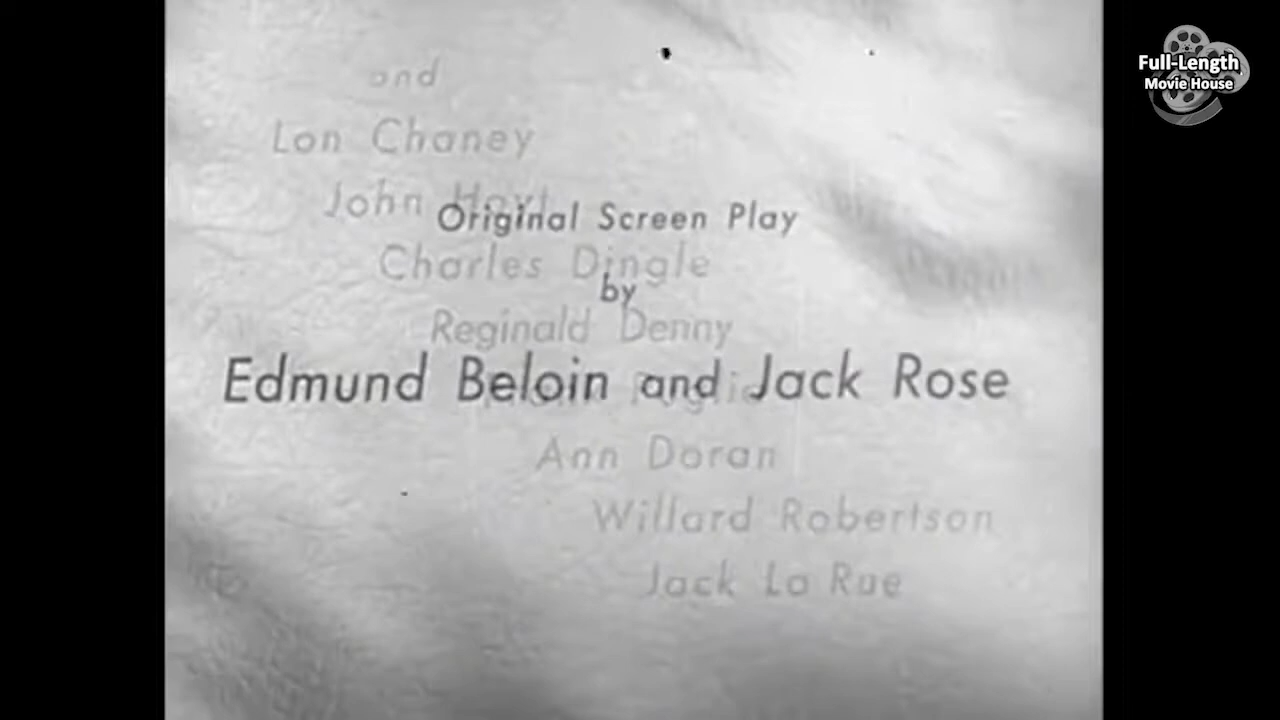 Full-Length
Movie House
and
Lon Chaney
John Hoyt
Original Screen Play
Charles Dingle
by
Reginald Denny
Edmund Beloin and Jack Rose
Ann Doran
Willard Robertson
Jack La Rue